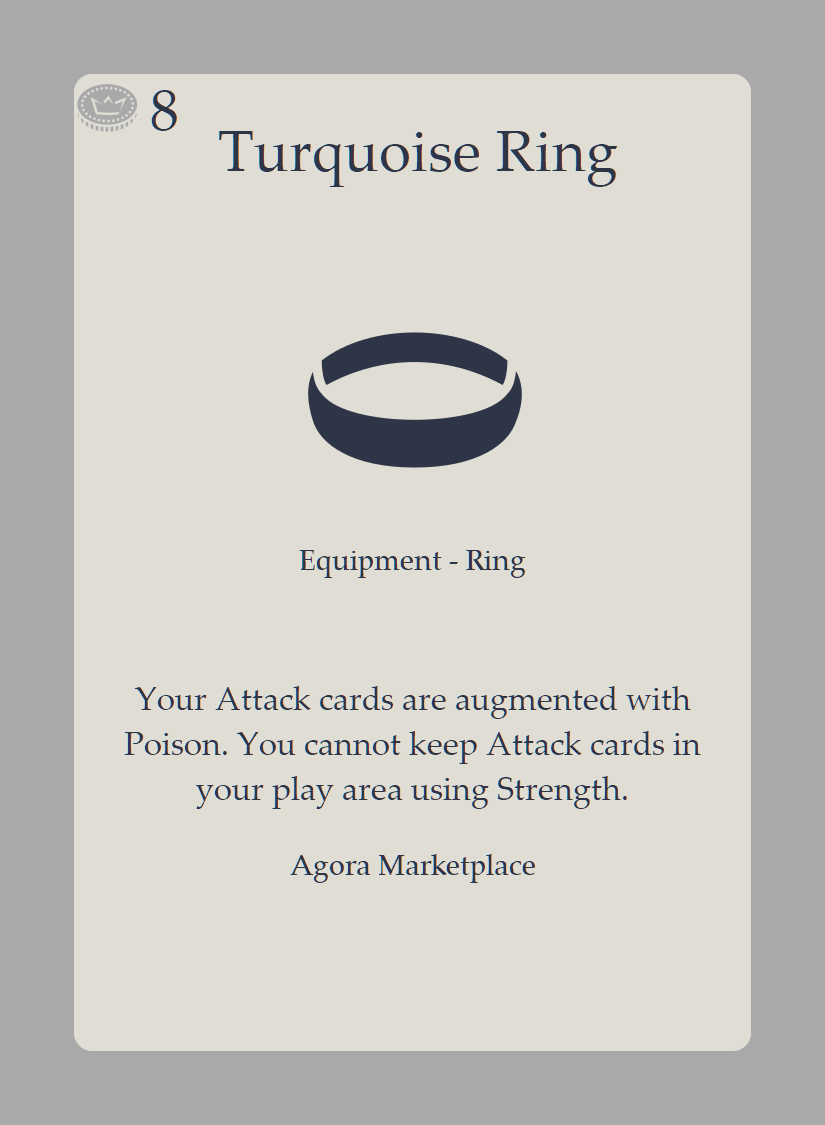 8
Turquoise Ring
Equipment - Ring
Your Attack cards are augmented with
Poison. You cannot keep Attack cards in
your play area using Strength.
Agora Marketplace